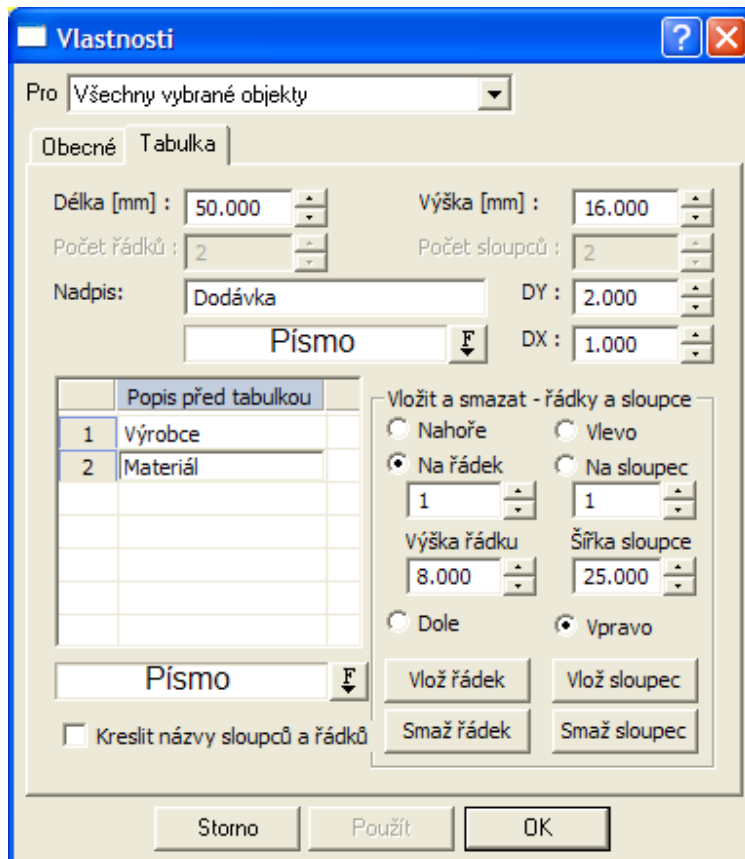 Vlastnosti
Pro Všechny vybrané objekty
Obecné Tabulka
Délka [mm] : 50.000 Výška [mm] : 16.000
Počet řádků : 2 Počet sloupců : 2
Nadpis: Dodávka DY : 2.000
Písmo F DX : 1.000
Popis před tabulkou
1 Výrobce
2 Materiál
Vložit a smazat - řádky a sloupce
Nahoře Vlevo
Na řádek Na sloupec
1 1
Výška řádku Šířka sloupce
8.000 25.000
Dole Vpravo
Písmo F
Vlož řádek Vlož sloupec
Kreslit názvy sloupců a řádků
Smaž řádek Smaž sloupec
Storno Použít OK